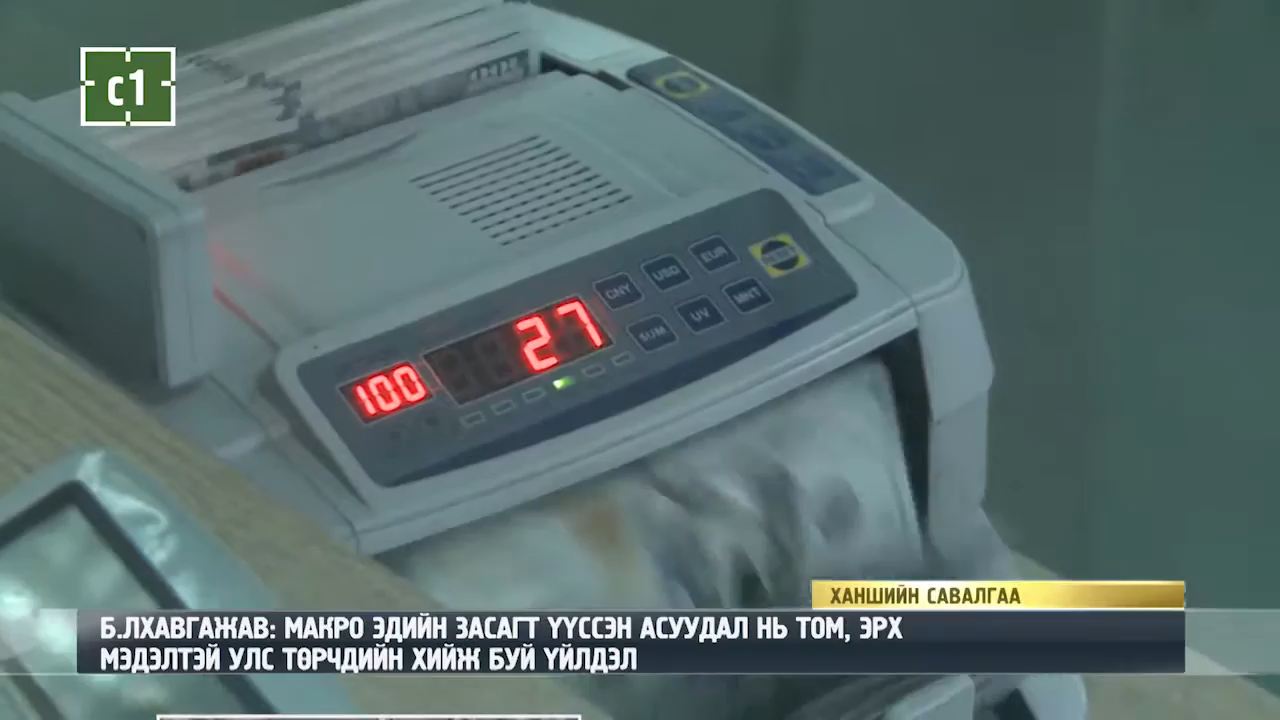 c1
CNY USD EUR
SUM UV MNT
100 27
ХАНШИЙН САВАЛГАА
Б.ЛХАВГАЖАВ: МАКРО ЭДИЙН ЗАСАГТ ҮҮССЭН АСУУДАЛ НЬ ТОМ, ЭРХ
МЭДЭЛТЭЙ УЛС ТӨРЧДИЙН ХИЙЖ БУЙ ҮЙЛДЭЛ